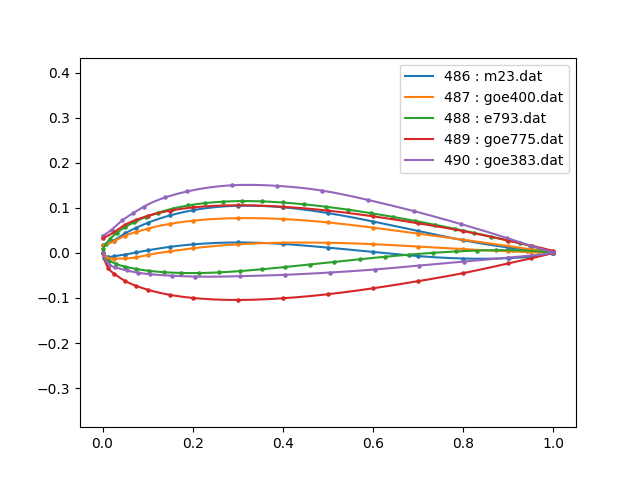 0.4
0.3
0.2
0.1
0.0
−0.1
−0.2
−0.3
0.0 0.2 0.4 0.6 0.8 1.0
486 : m23.dat
487 : goe400.dat
488 : e793.dat
489 : goe775.dat
490 : goe383.dat